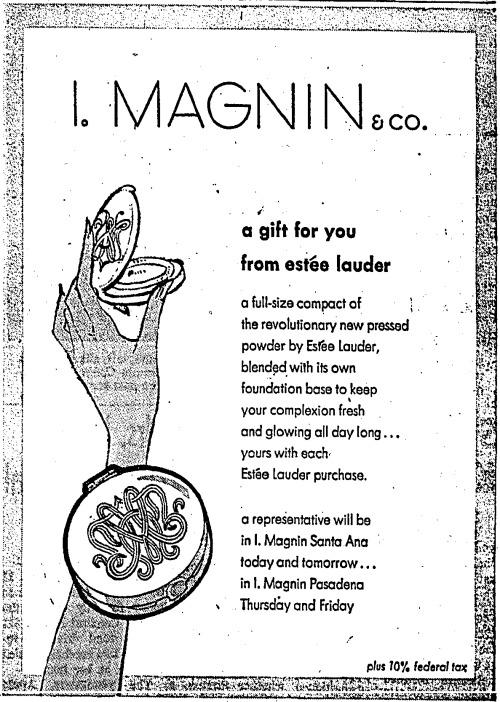 I. MAGNIN & CO.
a gift for you
from estée lauder
a full-size compact of
the revolutionary new pressed
powder by Estée Lauder,
blended with its own
foundation base to keep
your complexion fresh
and glowing all day long...
yours with each
Estée Lauder purchase.
a representative will be
in I. Magnin Santa Ana
today and tomorrow...
in I. Magnin Pasadena
Thursday and Friday
plus 10% federal tax